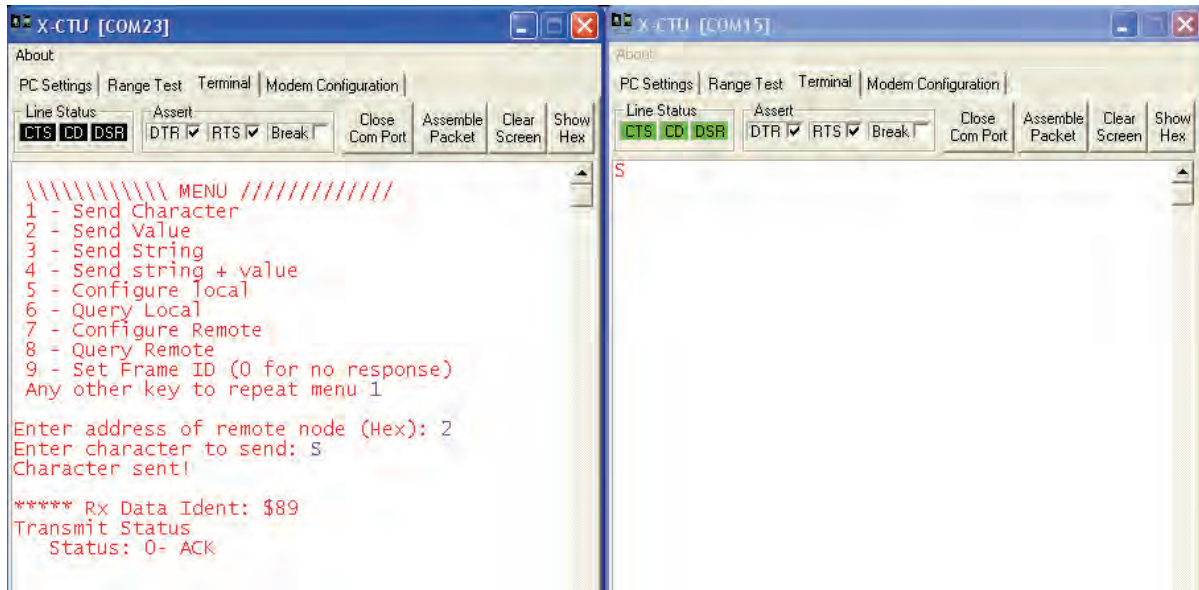 X-CTU [COM23]
About
PC Settings Range Test Terminal Modem Configuration
Line Status Assert
CTS CD DSR DTR RTS Break Close Com Port Assemble Packet Clear Screen Show Hex
\\\\\\\\\\\\ MENU /////////////
1 - Send Character
2 - Send Value
3 - Send String
4 - Send string + value
5 - Configure local
6 - Query Local
7 - Configure Remote
8 - Query Remote
9 - Set Frame ID (0 for no response)
Any other key to repeat menu 1
Enter address of remote node (Hex): 2
Enter character to send: S
Character sent!
***** Rx Data Ident: $89
Transmit Status
Status: 0- ACK
X-CTU [COM15]
About
PC Settings Range Test Terminal Modem Configuration
Line Status Assert
CTS CD DSR DTR RTS Break Close Com Port Assemble Packet Clear Screen Show Hex
S